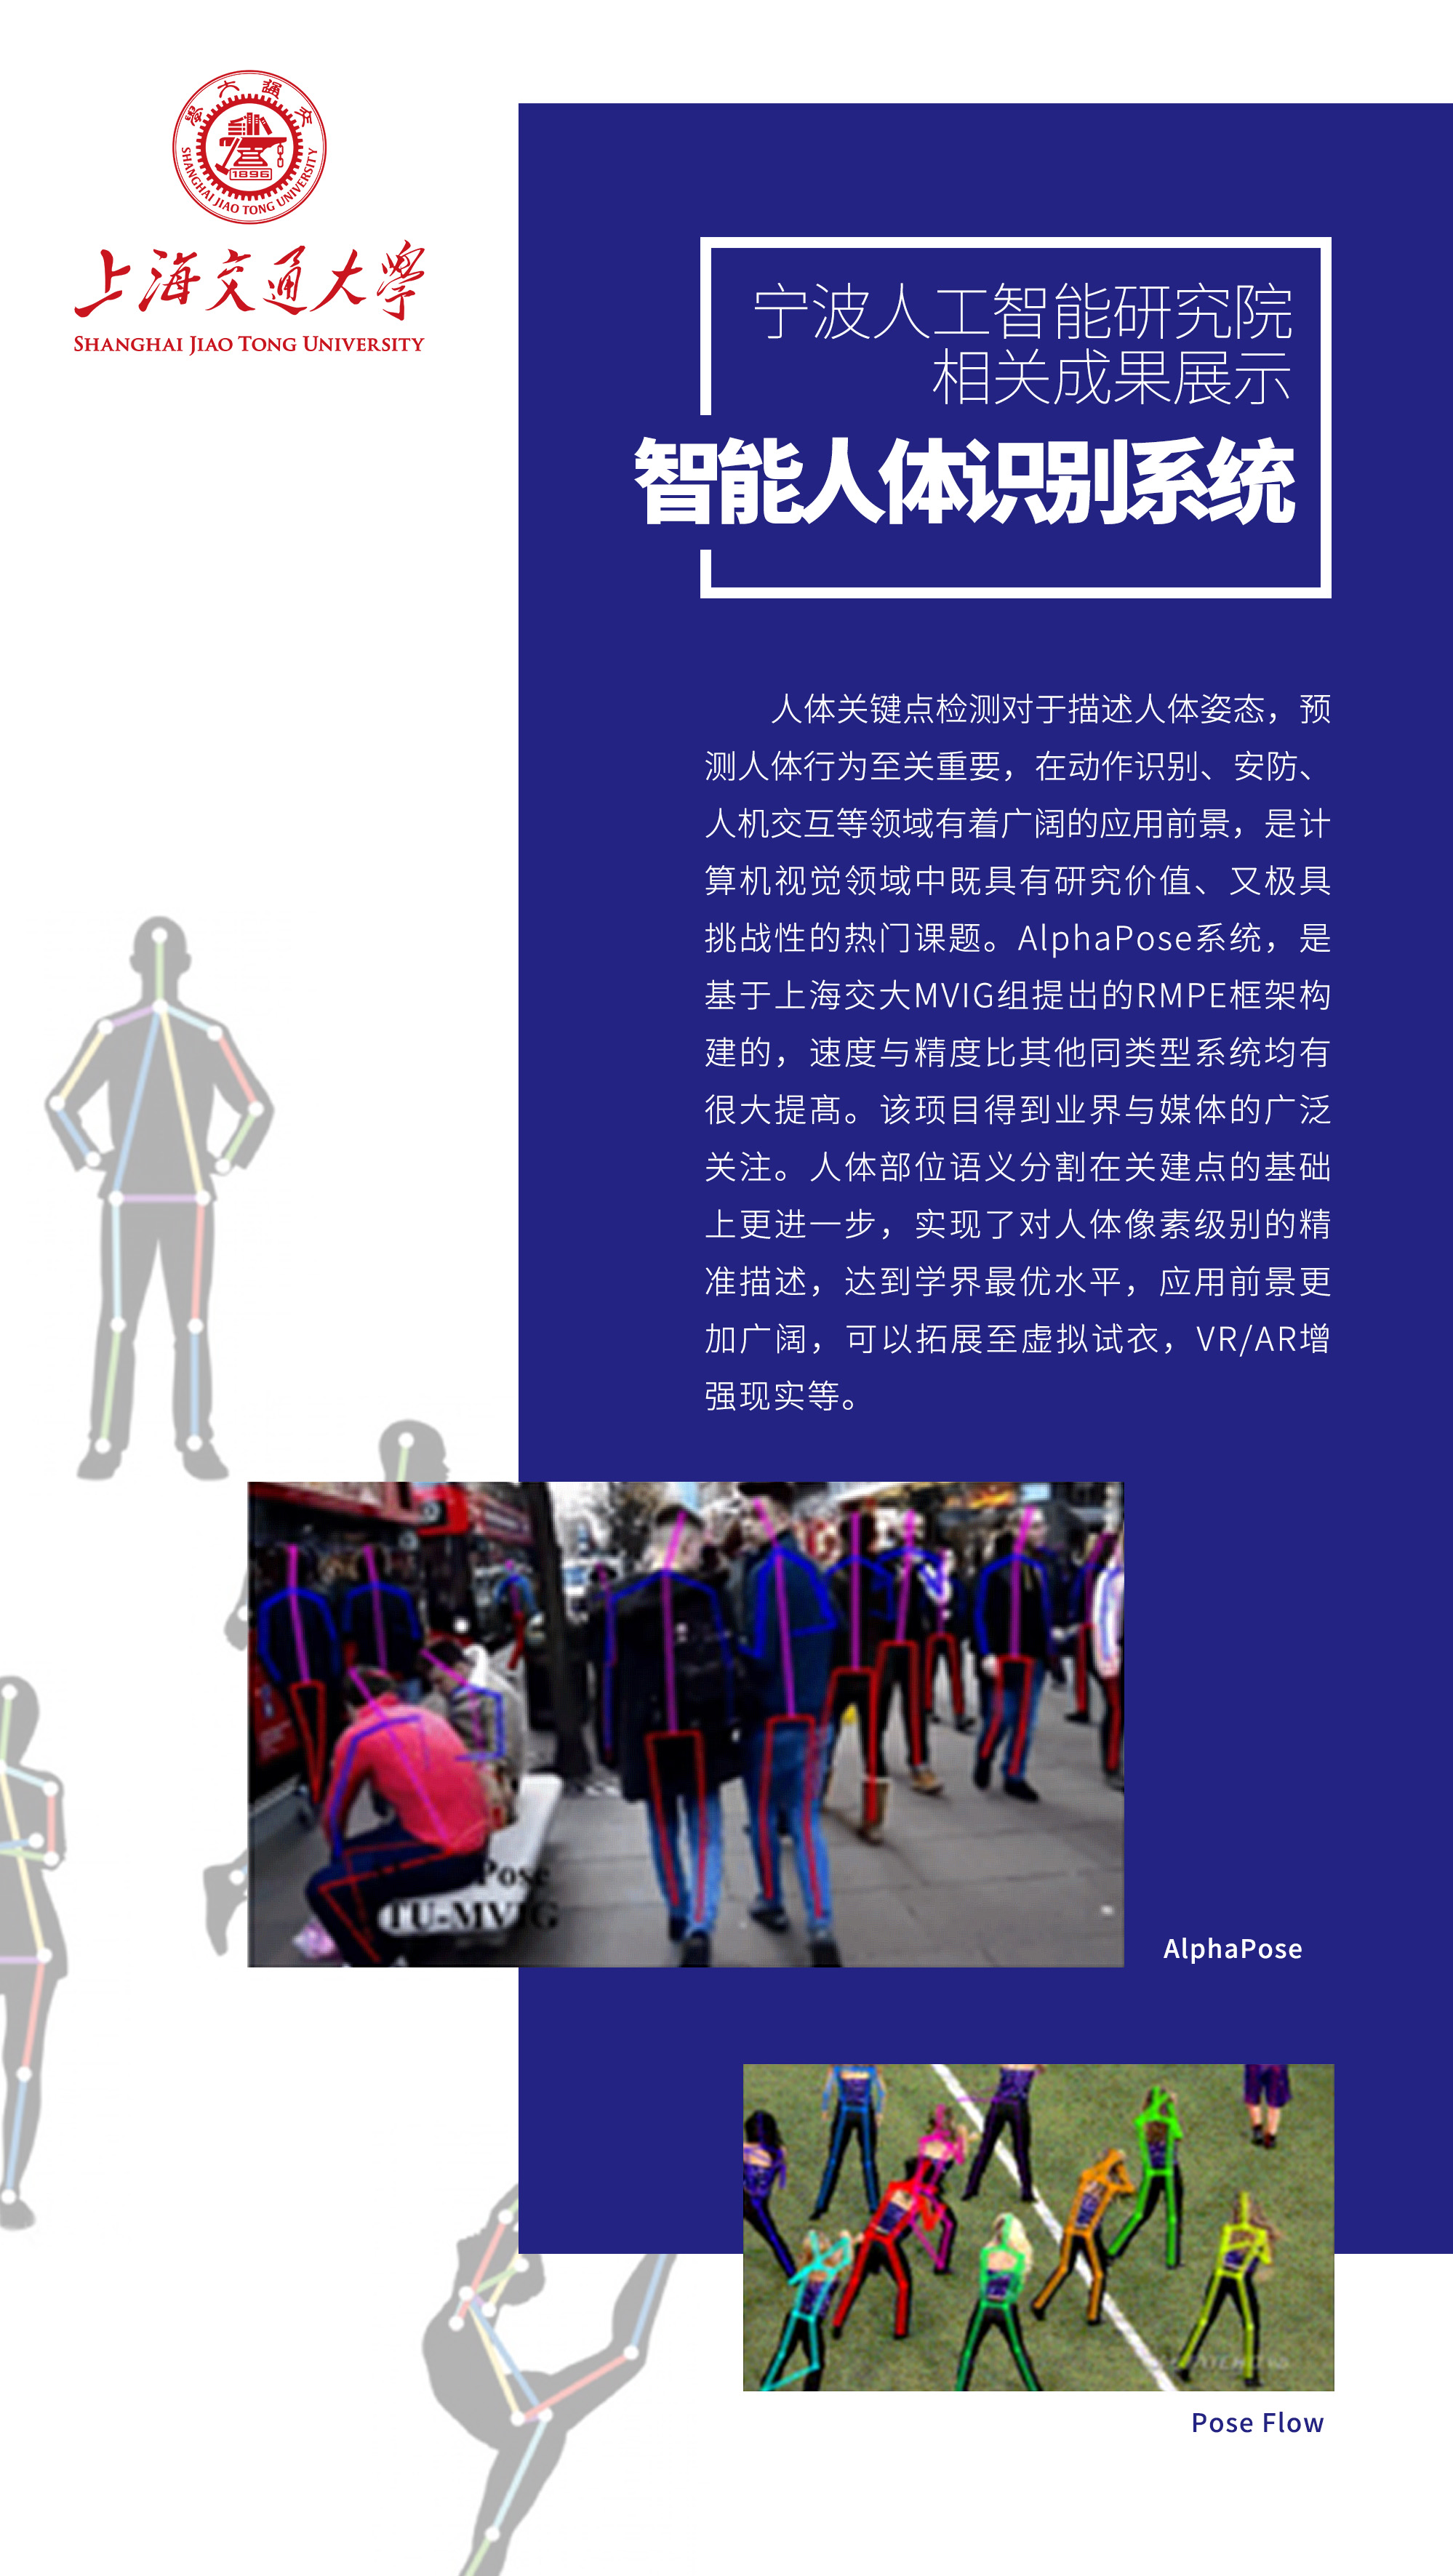 交通大學
SHANGHAI JIAO TONG UNIVERSITY
1896
上海交通大學
SHANGHAI JIAO TONG UNIVERSITY
宁波人工智能研究院
相关成果展示
智能人体识别系统
人体关键点检测对于描述人体姿态，预
测人体行为至关重要，在动作识别、安防、
人机交互等领域有着广阔的应用前景，是计
算机视觉领域中既具有研究价值、又极具
挑战性的热门课题。AlphaPose系统，是
基于上海交大MVIG组提出的RMPE框架构
建的，速度与精度比其他同类型系统均有
很大提高。该项目得到业界与媒体的广泛
关注。人体部位语义分割在关建点的基础
上更进一步，实现了对人体像素级别的精
准描述，达到学界最优水平，应用前景更
加广阔，可以拓展至虚拟试衣，VR/AR增
强现实等。
Pose
TU-MVIG
AlphaPose
Pose Flow